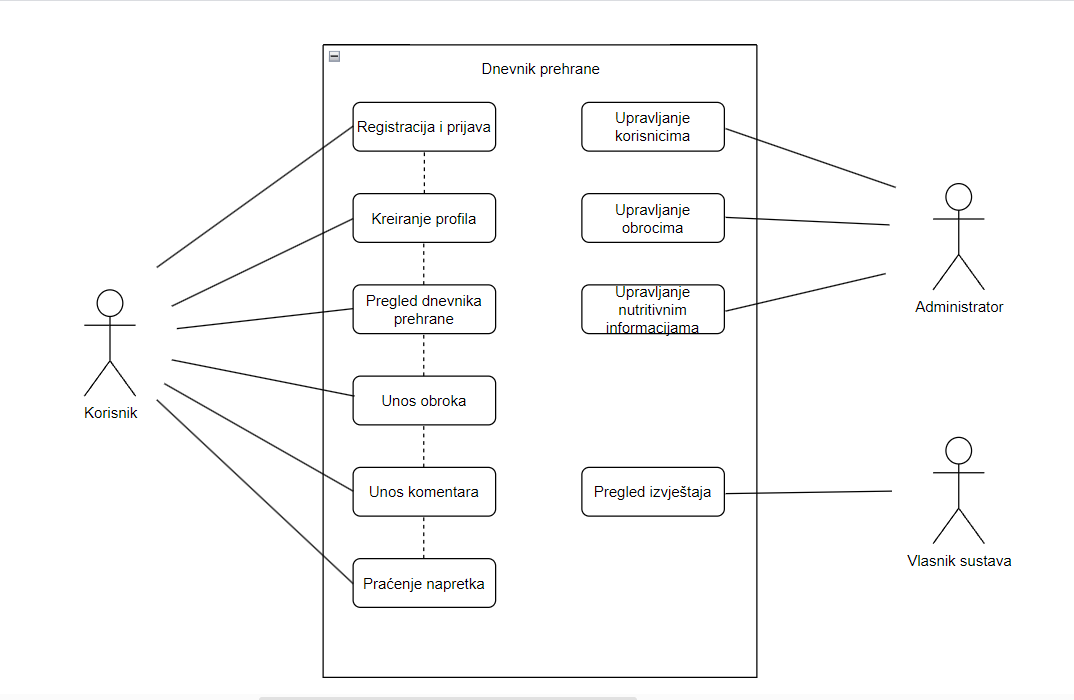 Dnevnik prehrane
Registracija i prijava
Kreiranje profila
Pregled dnevnika
prehrane
Unos obroka
Unos komentara
Praćenje napretka
Upravljanje
korisnicima
Upravljanje
obrocima
Upravljanje
nutritivnim
informacijama
Pregled izvještaja
Korisnik
Administrator
Vlasnik sustava